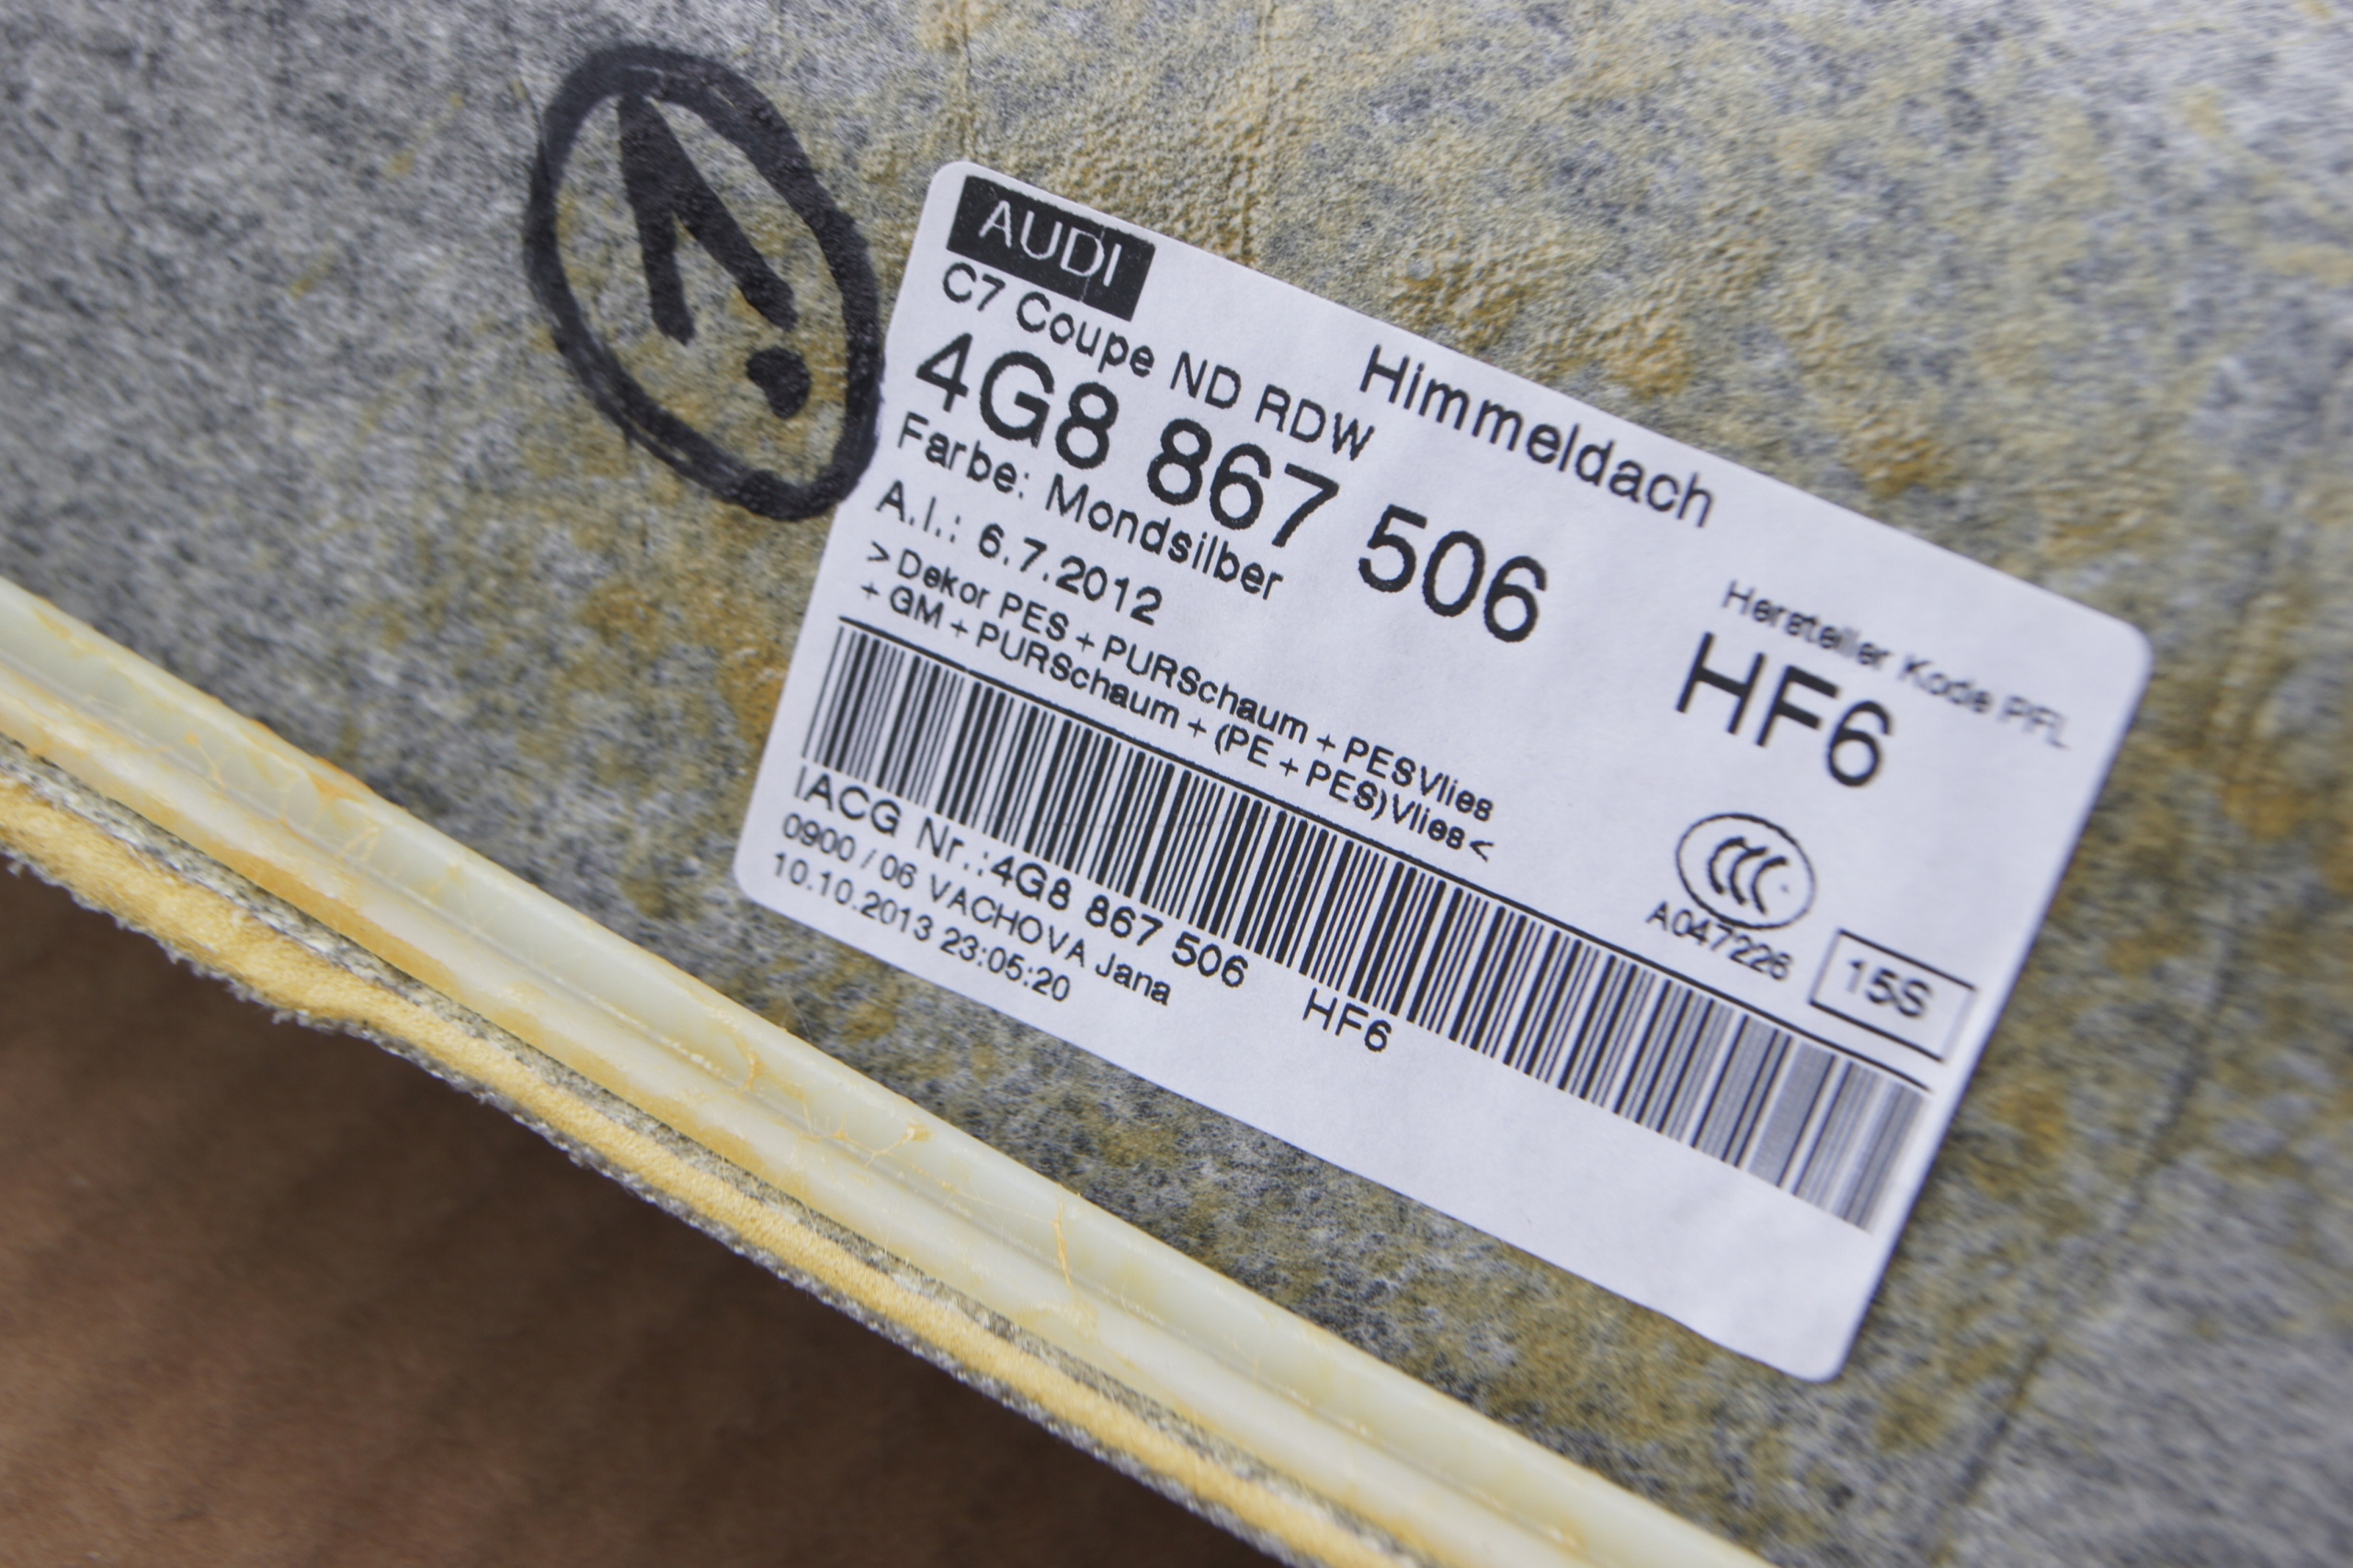 AUDI
Himmeldach
C7 Coupe ND RDW
4G8 867 506
Farbe: Mondsilber
Hersteller Kode PFL
HF6
A.I.: 6.7.2012
>Dekor PES + PURSchaum + PESVlies
+ GM + PURSchaum + (PE + PES)Vlies<
CCC
A047226
15S
IACG Nr.:4G8 867 506 HF6
0900 / 06 VACHOVA Jana
10.10.2013 23:05:20